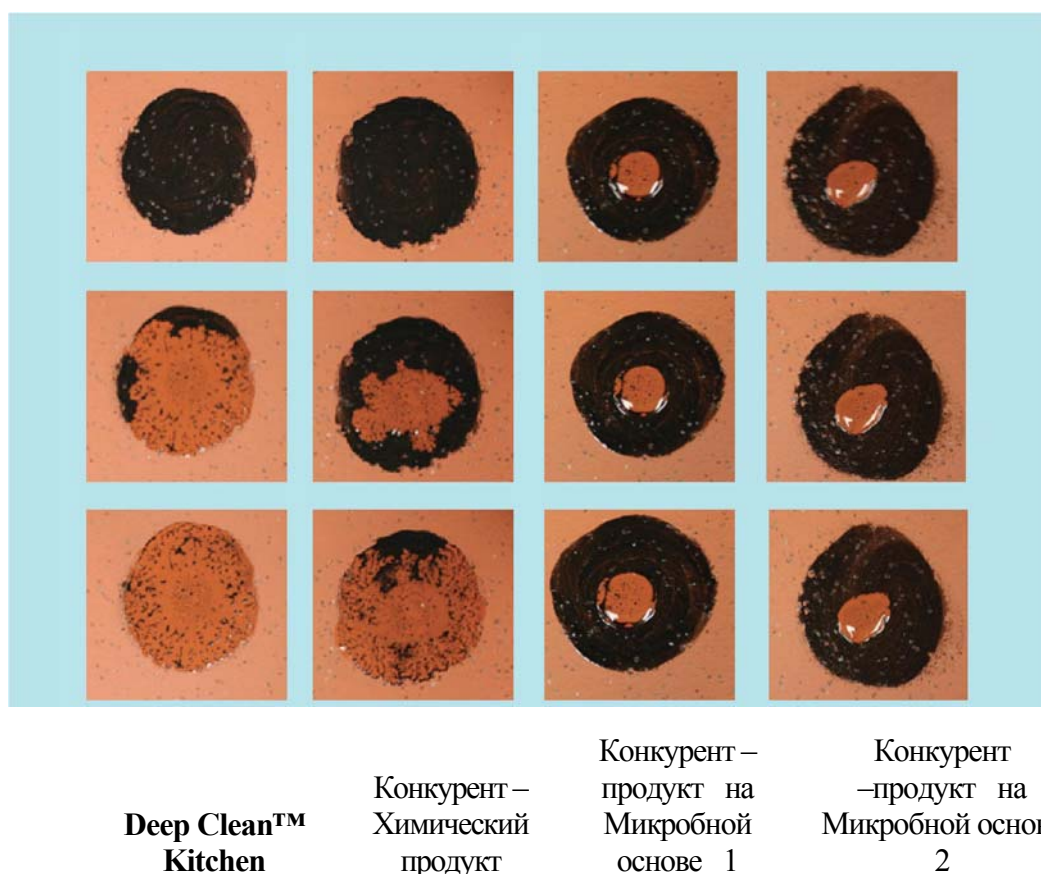 Deep Clean™
Kitchen
Конкурент –
Химический
продукт
Конкурент –
продукт на
Микробной
основе 1
Конкурент
–продукт на
Микробной осно
2